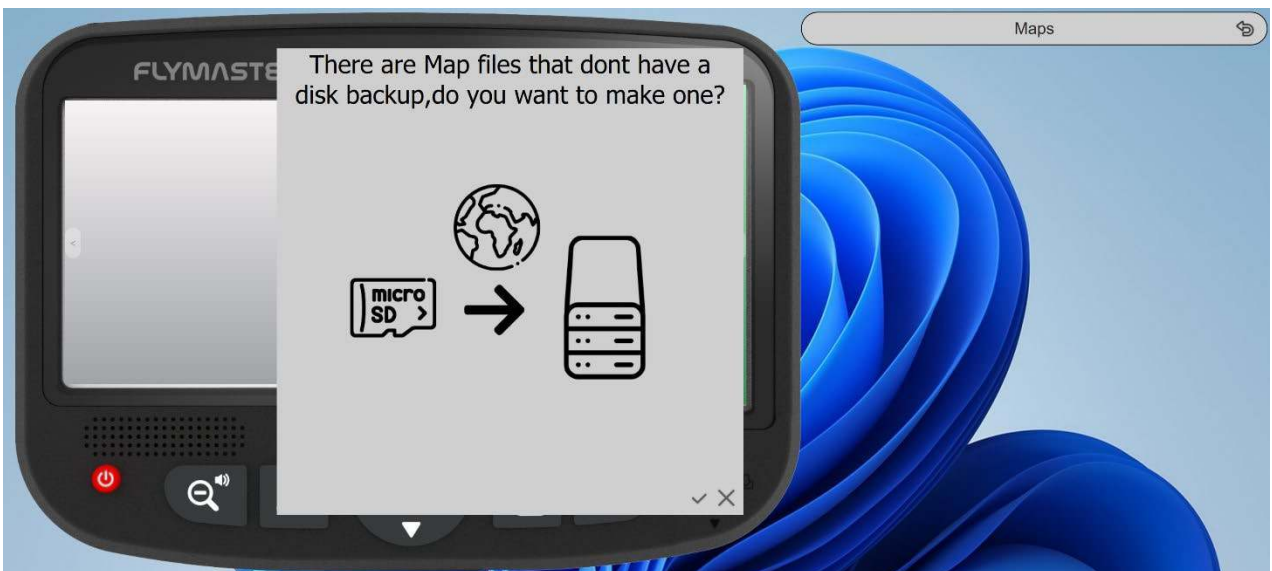 Maps
FLYMASTE
There are Map files that dont have a
disk backup,do you want to make one?
micro
SD